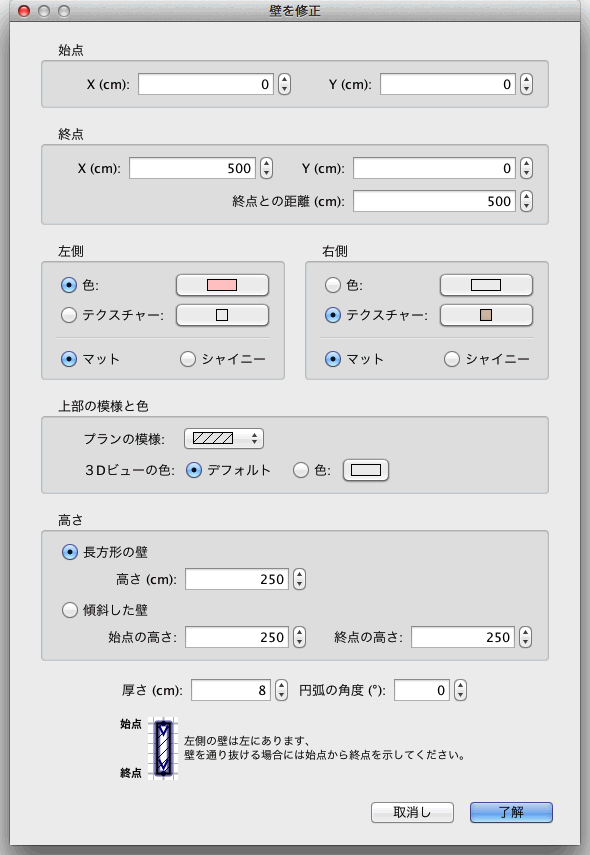 壁を修正
始点
X (cm): 0 Y (cm): 0
終点
X (cm): 500 Y (cm): 0
終点との距離 (cm): 500
左側 右側
色: 色:
テクスチャー: テクスチャー:
マット シャイニー マット シャイニー
上部の模様と色
プランの模様:
３Dビューの色: デフォルト 色:
高さ
長方形の壁
高さ (cm): 250
傾斜した壁
始点の高さ: 250 終点の高さ: 250
厚さ (cm): 8 円弧の角度 (°): 0
始点
左側の壁は左にあります、
壁を通り抜ける場合には始点から終点を示してください。
終点
取消し 了解